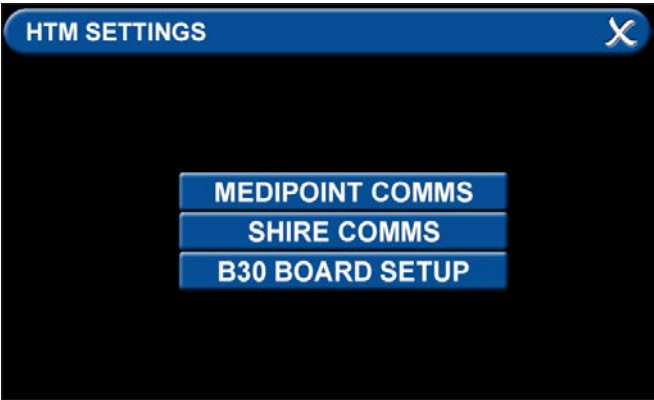 HTM SETTINGS
MEDIPOINT COMMS
SHIRE COMMS
B30 BOARD SETUP